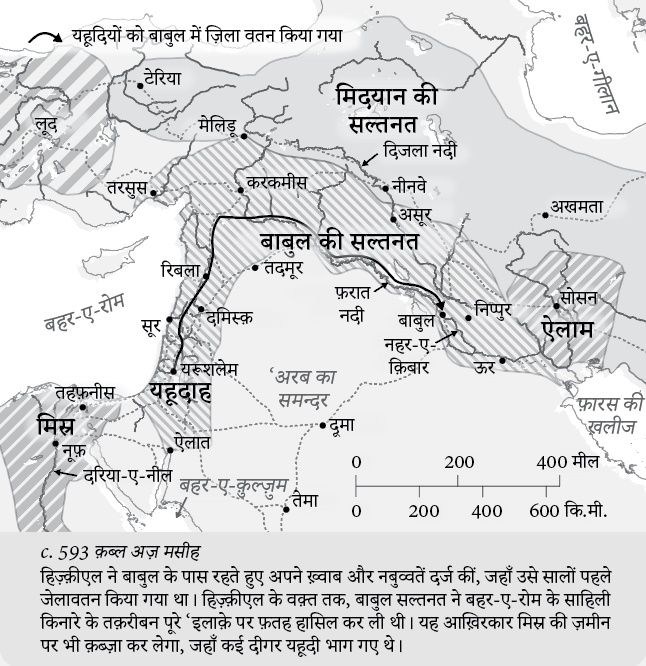 यहूदियों को बाबुल में ज़िला वतन किया गया
बहर-ए-गीलान
टेरिया
मिदयान की
सल्तनत
लूद
मेलिडू
दिजला नदी
तरसुस
करकमीस
नीनवे
असूर
अखमता
बाबुल की सल्तनत
रिबला
तदमूर
बहर-ए-रोम
फ़रात
नदी
सोसन
सूर
दमिस्क़
बाबुल
निप्पुर
ऐलाम
नहर-ए-
क़िबार
ऊर
यरूशलेम
यहूदाह
‘अरब का
समन्दर
फ़ारस की
ख़लीज
तहफ़नीस
मिस्र
नूफ़
दूमा
ऐलात
दरिया-ए-नील
बहर-ए-क़ुल्ज़ुम
तेमा
0 200 400 मील
0 200 400 600 कि.मी.
c. 593 क़ब्ल अज़ मसीह
हिज़्क़ीएल ने बाबुल के पास रहते हुए अपने ख़्वाब और नबुव्वतें दर्ज कीं, जहाँ उसे सालों पहले
जेलावतन किया गया था। हिज़्क़ीएल के वक़्त तक, बाबुल सल्तनत ने बहर-ए-रोम के साहिली
किनारे के तक़रीबन पूरे ‘इलाक़े पर फ़तह हासिल कर ली थी। यह आख़िरकार मिस्र की ज़मीन
पर भी क़ब्ज़ा कर लेगा, जहाँ कई दीगर यहूदी भाग गए थे।